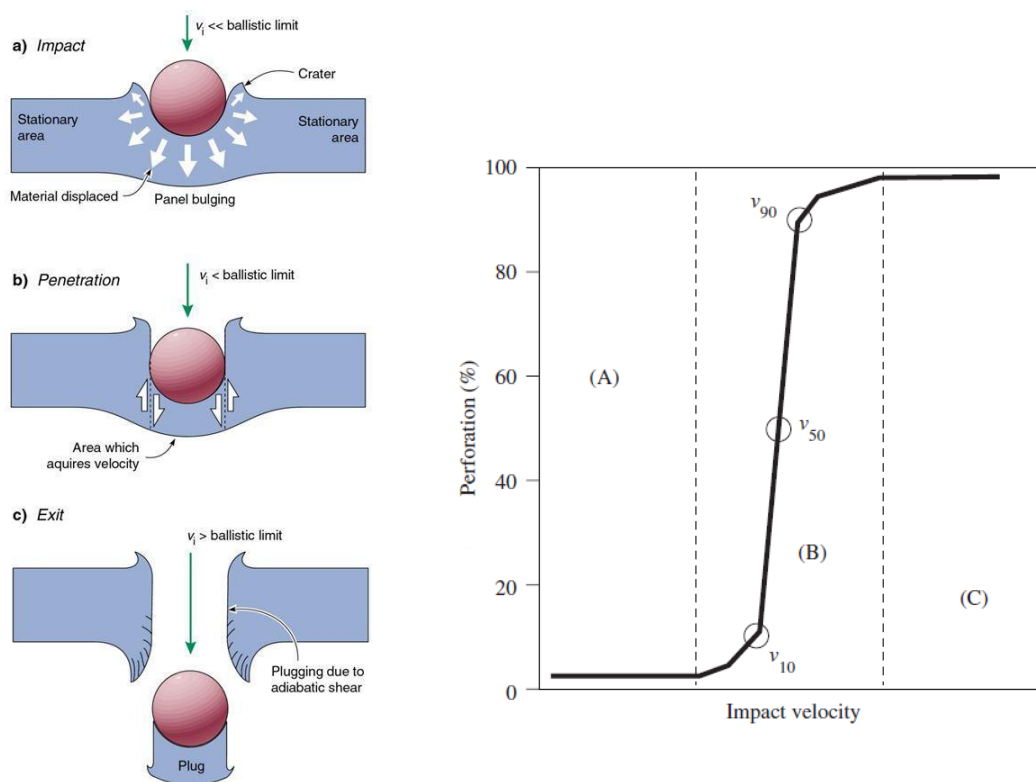 a) Impact
vi << ballistic limit
Crater
Stationary
area
Stationary
area
Material displaced
Panel bulging
b) Penetration
vi < ballistic limit
Area which
aquires velocity
c) Exit
vi > ballistic limit
Plugging due to
adiabatic shear
Plug
Perforation (%)
100
80
60
40
20
0
(A)
v90
v50
(B)
(C)
v10
Impact velocity